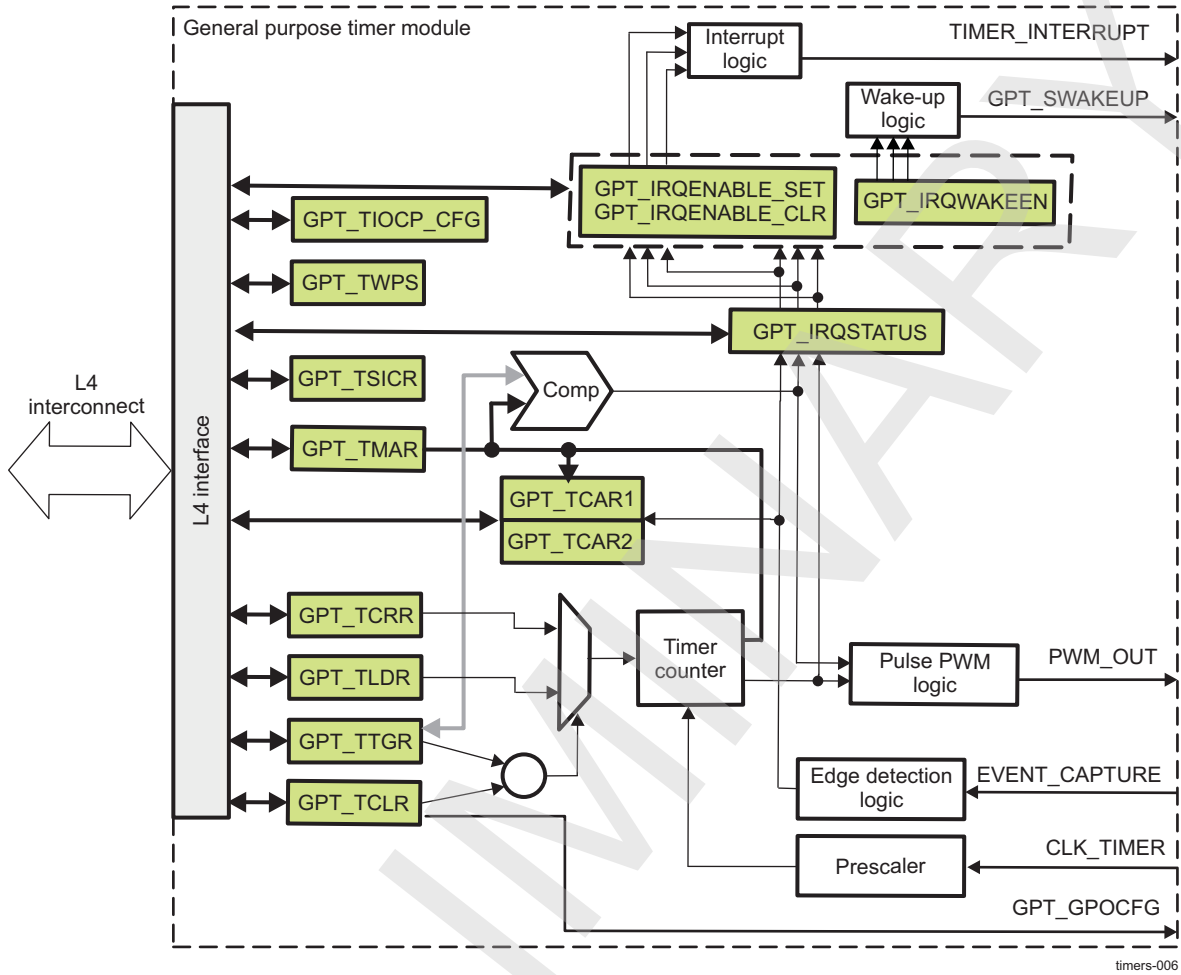 General purpose timer module
Interrupt
logic
TIMER_INTERRUPT
Wake-up
logic
GPT_SWAKEUP
GPT_IRQENABLE_SET
GPT_IRQENABLE_CLR
GPT_IRQWAKEEN
GPT_TIOCP_CFG
GPT_TWPS
GPT_IRQSTATUS
GPT_TSICR
Comp
L4
interconnect
L4 interface
GPT_TMAR
GPT_TCAR1
GPT_TCAR2
GPT_TCRR
Timer
counter
GPT_TLDR
Pulse PWM
logic
PWM_OUT
GPT_TTGR
GPT_TCLR
Edge detection
logic
EVENT_CAPTURE
Prescaler
CLK_TIMER
GPT_GPOCFG
timers-006
IMINARY